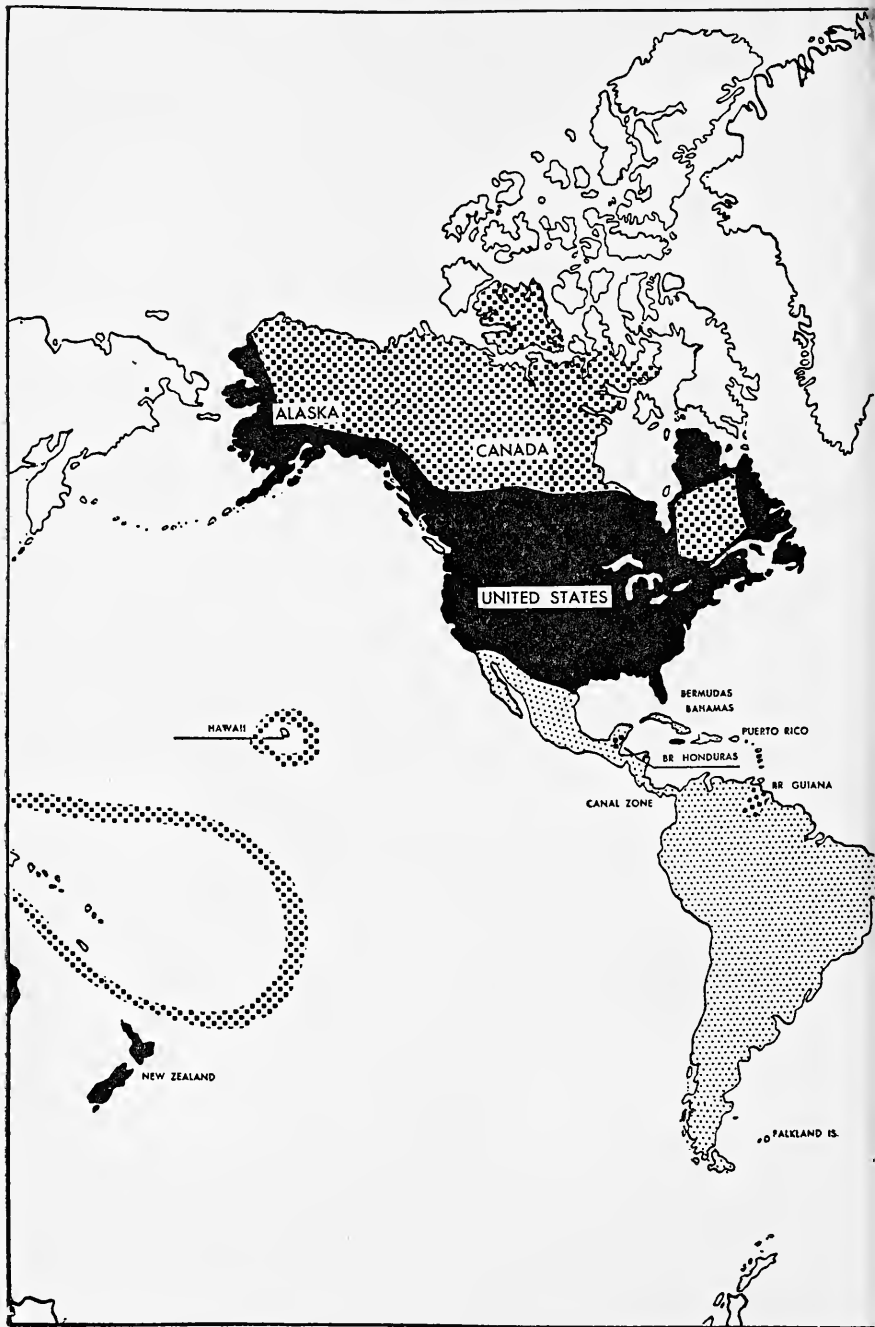 ALASKA
CANADA
UNITED STATES
BERMUDAS
BAHAMAS
HAWAII
PUERTO RICO
BR HONDURAS
BR GUIANA
CANAL ZONE
NEW ZEALAND
FALKLAND IS.